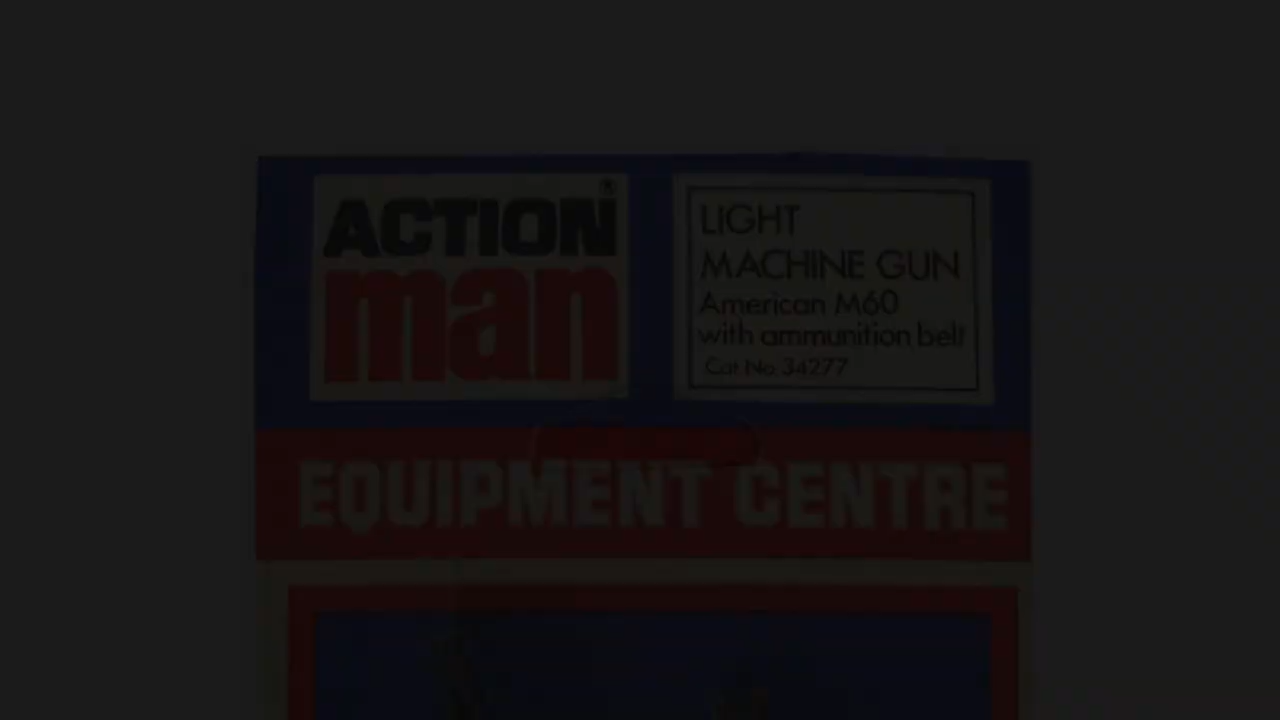 ACTION®
man
LIGHT
MACHINE GUN
American M60
with ammunition belt
Cat No 34277
EQUIPMENT CENTRE